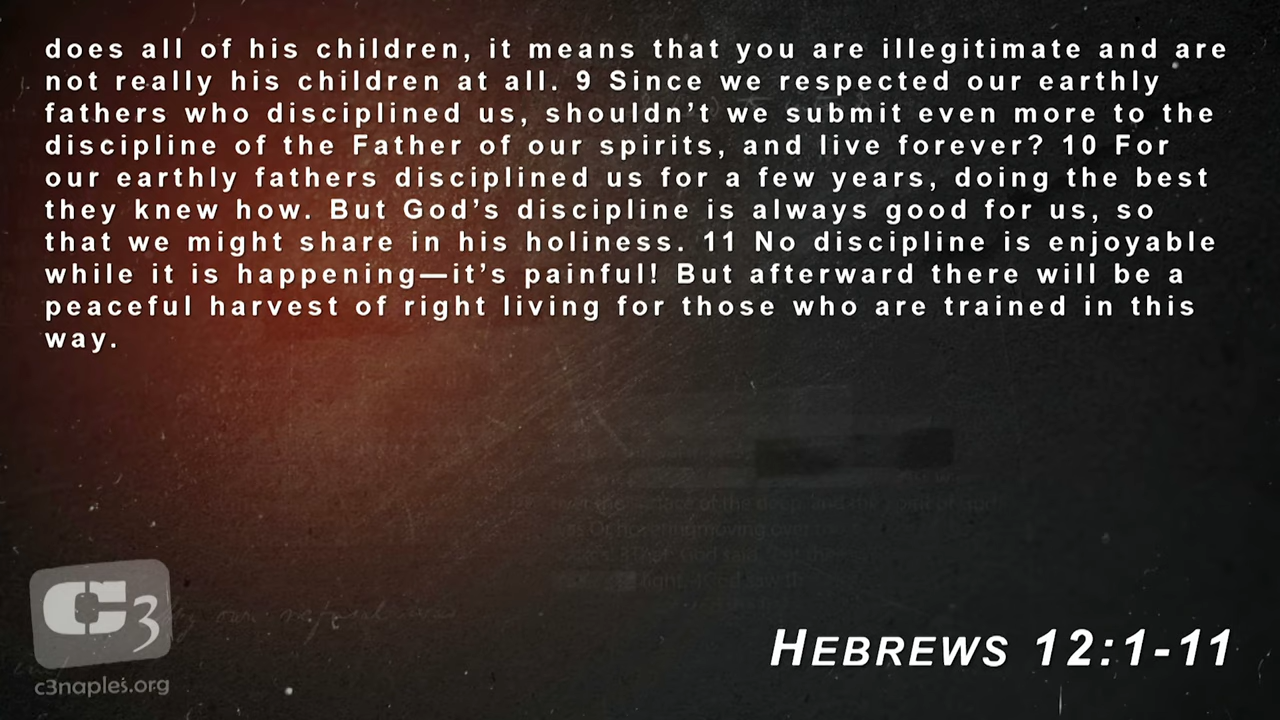 does all of his children, it means that you are illegitimate and are
not really his children at all. 9 Since we respected our earthly
fathers who disciplined us, shouldn’t we submit even more to the
discipline of the Father of our spirits, and live forever? 10 For
our earthly fathers disciplined us for a few years, doing the best
they knew how. But God’s discipline is always good for us, so
that we might share in his holiness. 11 No discipline is enjoyable
while it is happening—it’s painful! But afterward there will be a
peaceful harvest of right living for those who are trained in this
way.
C3
c3naples.org
HEBREWS 12:1-11